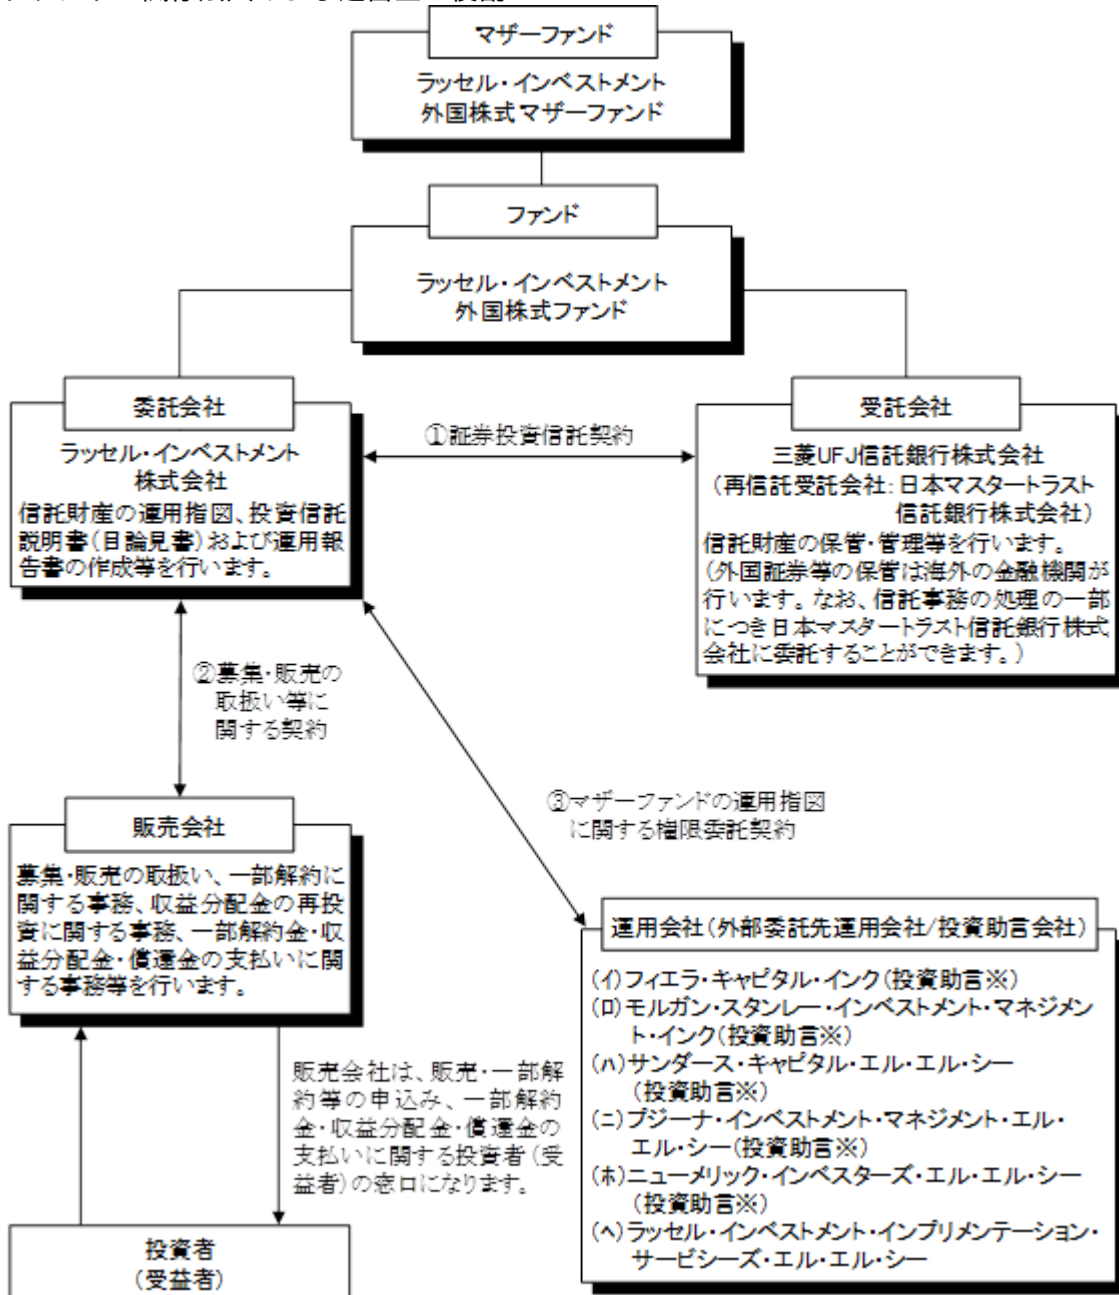 マザーファンド
ラッセル・インベストメント
外国株式マザーファンド
ファンド
ラッセル・インベストメント
外国株式ファンド
委託会社
ラッセル・インベストメント
株式会社
信託財産の運用指図、投資信託
説明書（目論見書）および運用報
告書の作成等を行います。
①証券投資信託契約
受託会社
三菱UFJ信託銀行株式会社
（再信託受託会社：日本マスタートラスト
信託銀行株式会社）
信託財産の保管・管理等を行います。
（外国証券等の保管は海外の金融機関が
行います。なお、信託事務の処理の一部
につき日本マスタートラスト信託銀行株式
会社に委託することができます。）
②募集・販売の
取扱い等に
関する契約
③マザーファンドの運用指図
に関する権限委託契約
販売会社
募集・販売の取扱い、一部解約に
関する事務、収益分配金の再投
資に関する事務、一部解約金・収
益分配金・償還金の支払いに関
する事務等を行います。
販売会社は、販売・一部解
約等の申込み、一部解約
金・収益分配金・償還金の
支払いに関する投資者（受
益者）の窓口になります。
投資者
（受益者）
運用会社（外部委託先運用会社/投資助言会社）
（イ）フィエラ・キャピタル・インク（投資助言※）
（ロ）モルガン・スタンレー・インベストメント・マネジメン
ト・インク（投資助言※）
（ハ）サンダース・キャピタル・エル・エル・シー
（投資助言※）
（ニ）プジーナ・インベストメント・マネジメント・エル・
エル・シー（投資助言※）
（ホ）ニューメリック・インベスターズ・エル・エル・シー
（投資助言※）
（ヘ）ラッセル・インベストメント・インプリメンテーション・
サービシーズ・エル・エル・シー